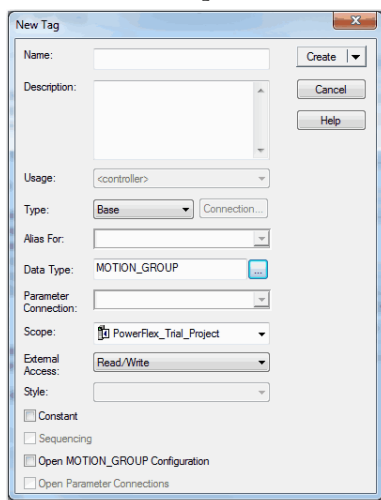 New Tag
Name:
Create
Description:
Cancel
Help
Usage: <controller>
Type: Base Connection...
Alias For:
Data Type: MOTION_GROUP ...
Parameter
Connection:
Scope: PowerFlex_Trial_Project
External
Access: Read/Write
Style:
Constant
Sequencing
Open MOTION_GROUP Configuration
Open Parameter Connections